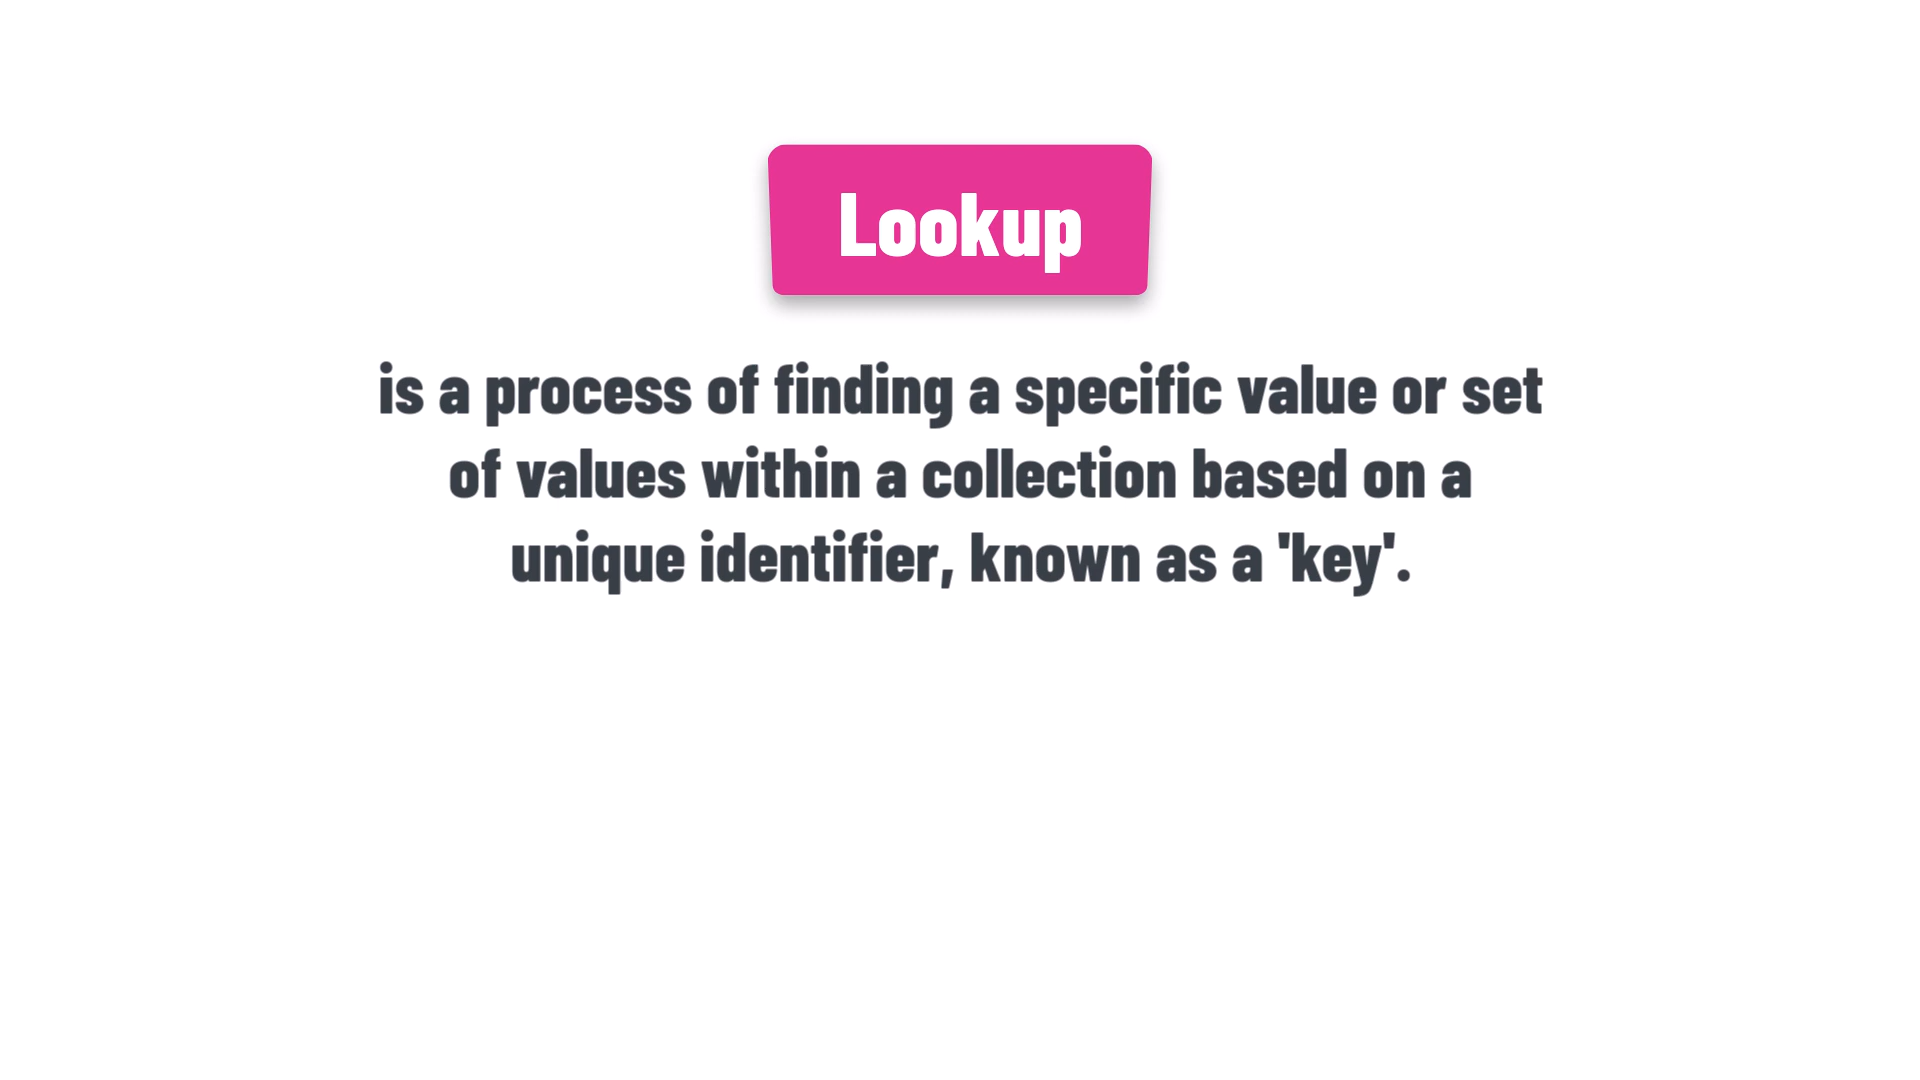 Lookup
is a process of finding a specific value or set
of values within a collection based on a
unique identifier, known as a 'key'.